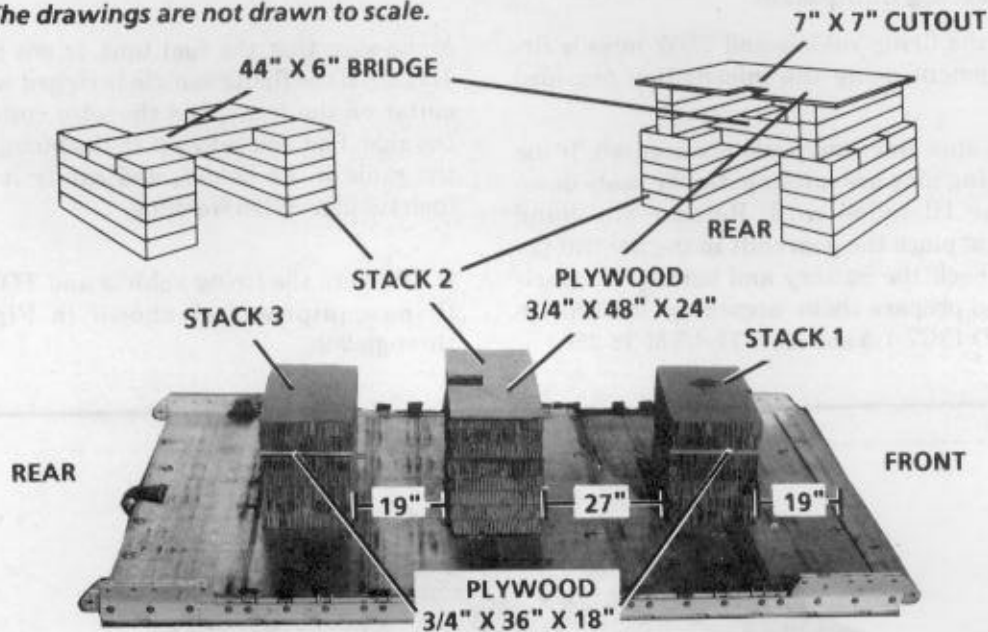 The drawings are not drawn to scale.
7" X 7" CUTOUT
44" X 6" BRIDGE
REAR
STACK 2
PLYWOOD
3/4" X 48" X 24"
STACK 3
STACK 1
REAR
FRONT
19"
27"
19"
PLYWOOD
3/4" X 36" X 18"